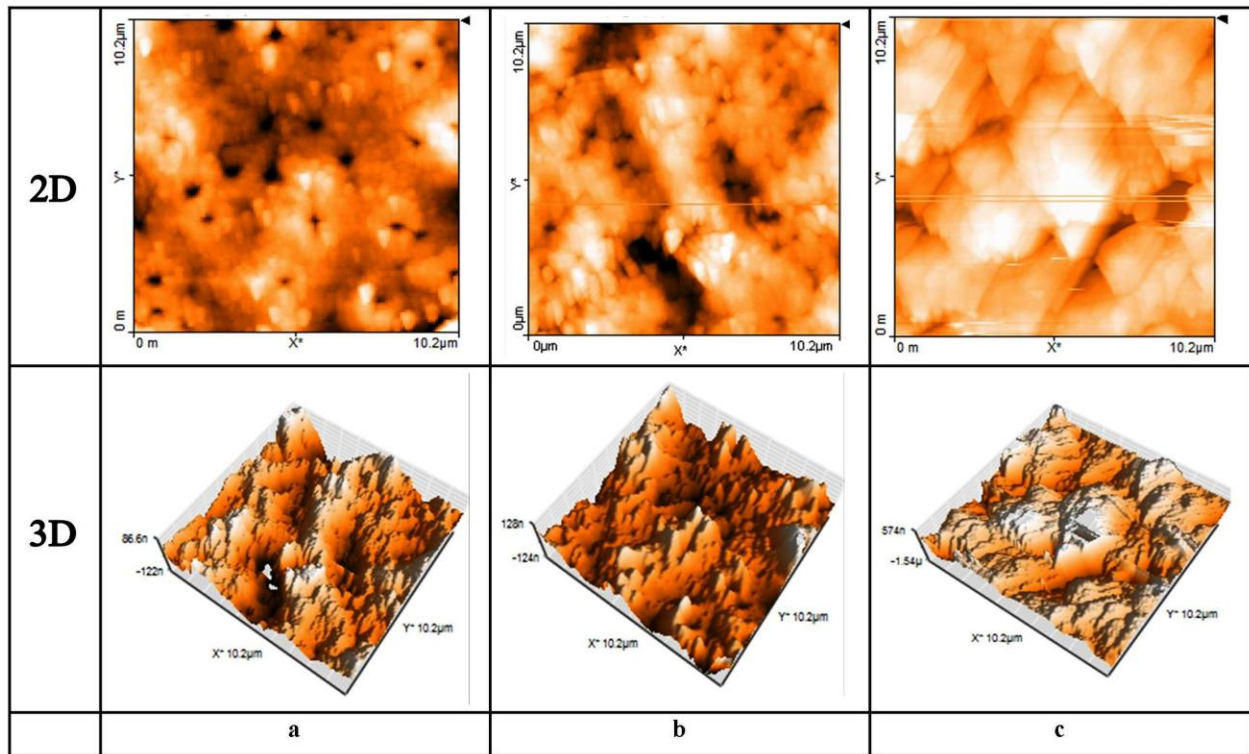 2D
10.2µm
Y*
0 m
0 m
X*
10.2µm
10.2µm
Y*
0µm
0µm
X*
10.2µm
10.2µm
Y*
0 m
0 m
X*
10.2µm
3D
86.6n
-122n
X* 10.2µm
Y* 10.2µm
128n
-124n
X* 10.2µm
Y* 10.2µm
574n
-1.54µ
X* 10.2µm
Y* 10.2µm
a
b
c